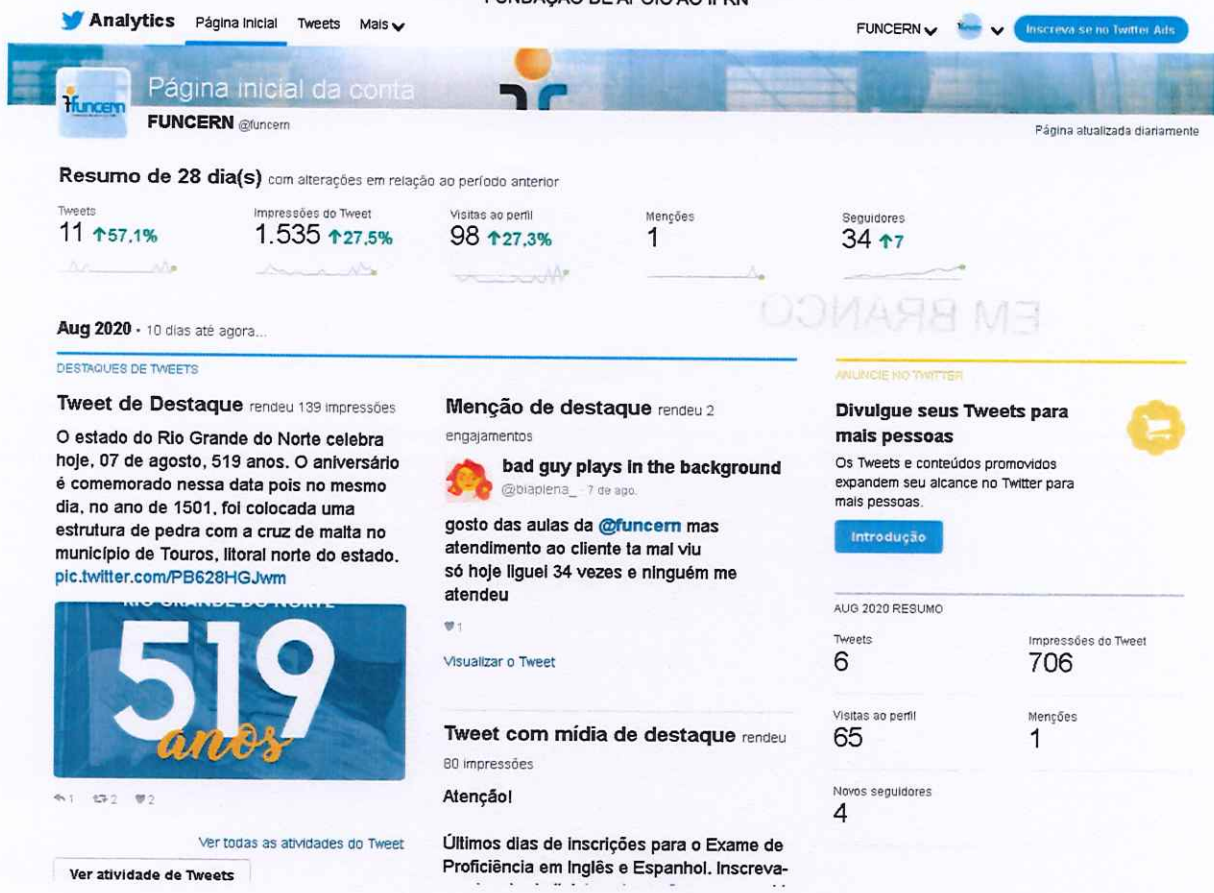 FUNDAÇÃO DE APOIO AO IFRN
Analytics Página Inicial Tweets Mais
FUNCERN
Inscreva se no Twitter Ads
funcern
Página inicial da conta
FUNCERN @funcern
Página atualizada diariamente
Resumo de 28 dia(s) com alterações em relação ao período anterior
Tweets
11 ↑57,1%
Impressões do Tweet
1.535 ↑27,5%
Visitas ao perfil
98 ↑27,3%
Menções
1
Seguidores
34 ↑7
EM BRANCO
Aug 2020 • 10 dias até agora...
DESTAQUES DE TWEETS
Tweet de Destaque rendeu 139 impressões
O estado do Rio Grande do Norte celebra
hoje, 07 de agosto, 519 anos. O aniversário
é comemorado nessa data pois no mesmo
dia, no ano de 1501, foi colocada uma
estrutura de pedra com a cruz de malta no
município de Touros, litoral norte do estado.
pic.twitter.com/PB628HGJwm
RIO GRANDE DO NORTE
519
anos
1 2 2
Ver todas as atividades do Tweet
Ver atividade de Tweets
Menção de destaque rendeu 2
engajamentos
bad guy plays in the background
@biaplena_ · 7 de ago.
gosto das aulas da @funcern mas
atendimento ao cliente ta mal viu
só hoje liguei 34 vezes e ninguém me
atendeu
1
Visualizar o Tweet
Tweet com mídia de destaque rendeu
80 impressões
Atenção!
Últimos dias de inscrições para o Exame de
Proficiência em Inglês e Espanhol. Inscreva-
ANUNCIE NO TWITTER
Divulgue seus Tweets para
mais pessoas
Os Tweets e conteúdos promovidos
expandem seu alcance no Twitter para
mais pessoas.
Introdução
AUG 2020 RESUMO
Tweets
6
Impressões do Tweet
706
Visitas ao perfil
65
Menções
1
Novos seguidores
4